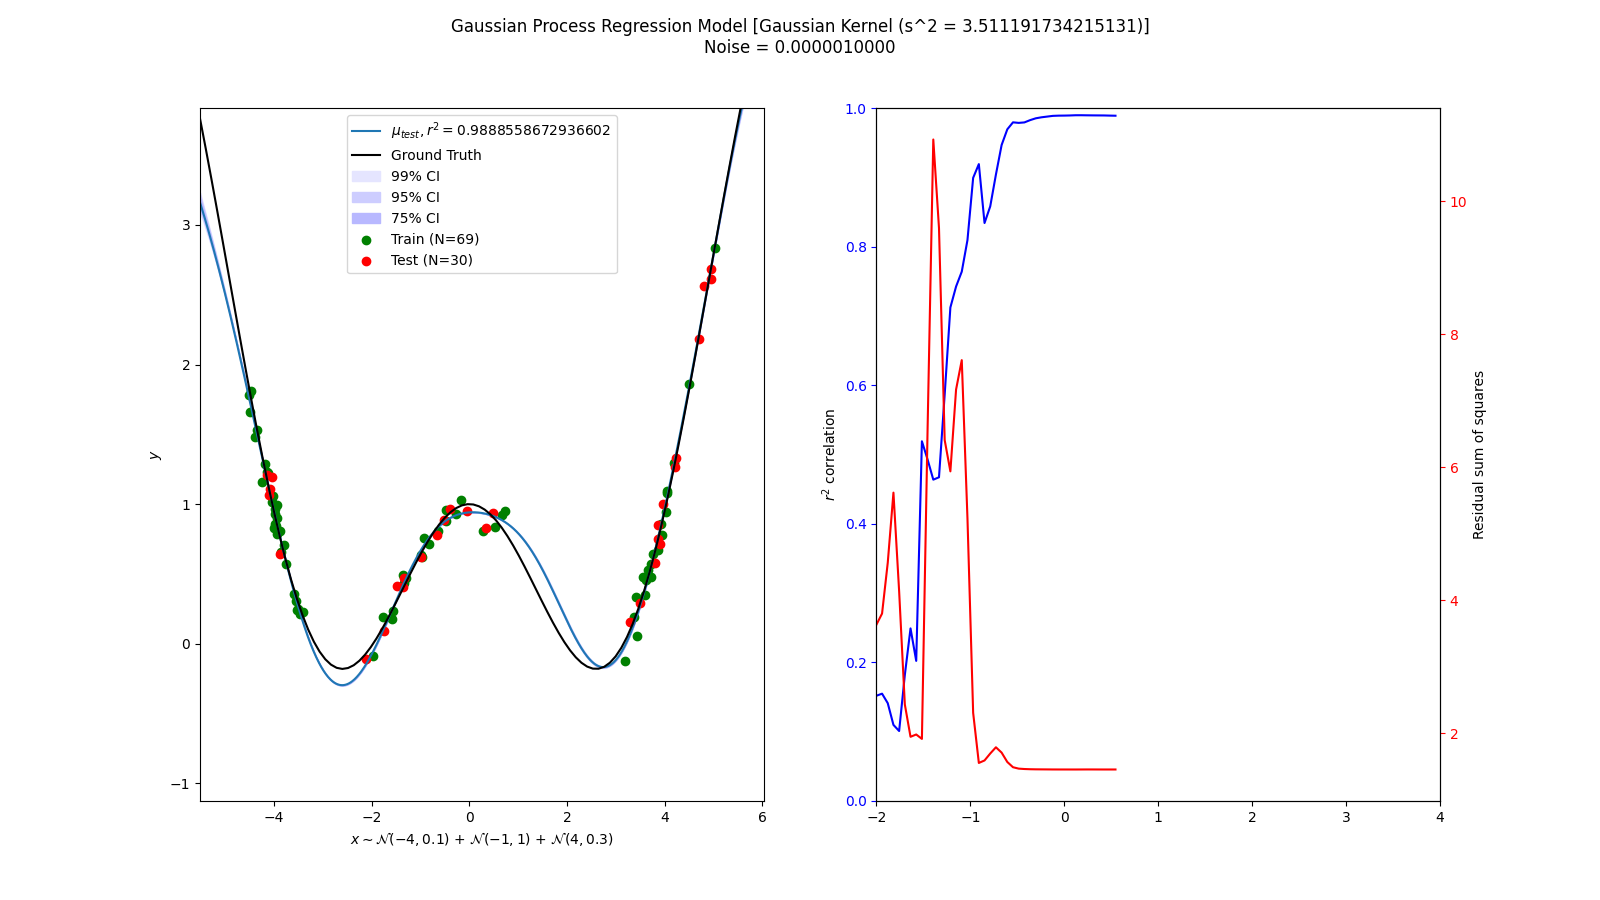 Gaussian Process Regression Model [Gaussian Kernel (s^2 = 3.511191734215131)]
Noise = 0.0000010000
μ_test, r² = 0.9888558672936602
Ground Truth
99% CI
95% CI
75% CI
Train (N=69)
Test (N=30)
y
3
2
1
0
−1
−4 −2 0 2 4 6
x ~ 𝒩(−4, 0.1) + 𝒩(−1, 1) + 𝒩(4, 0.3)
r² correlation
1.0
0.8
0.6
0.4
0.2
0.0
−2 −1 0 1 2 3 4
10
8
6
4
2
Residual sum of squares